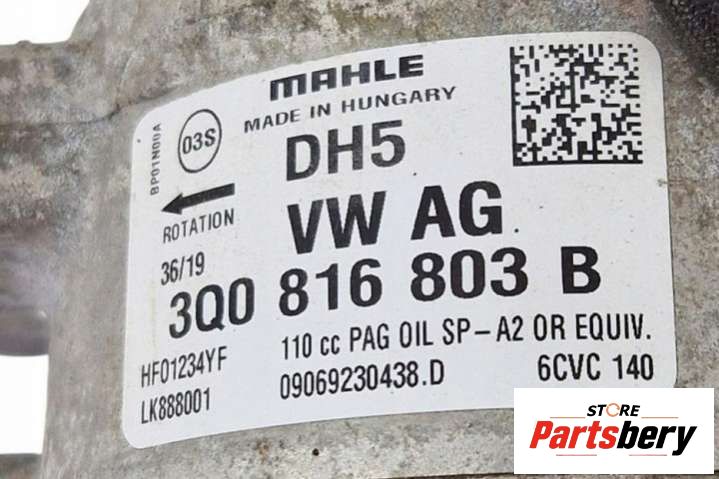 MAHLE
MADE IN HUNGARY
BP01N00A
03S
DH5
ROTATION
VW AG
36/19
3Q0 816 803 B
HF01234YF
110 cc PAG OIL SP-A2 OR EQUIV.
LK888001
09069230438.D
6CVC 140
STORE
Partsbery